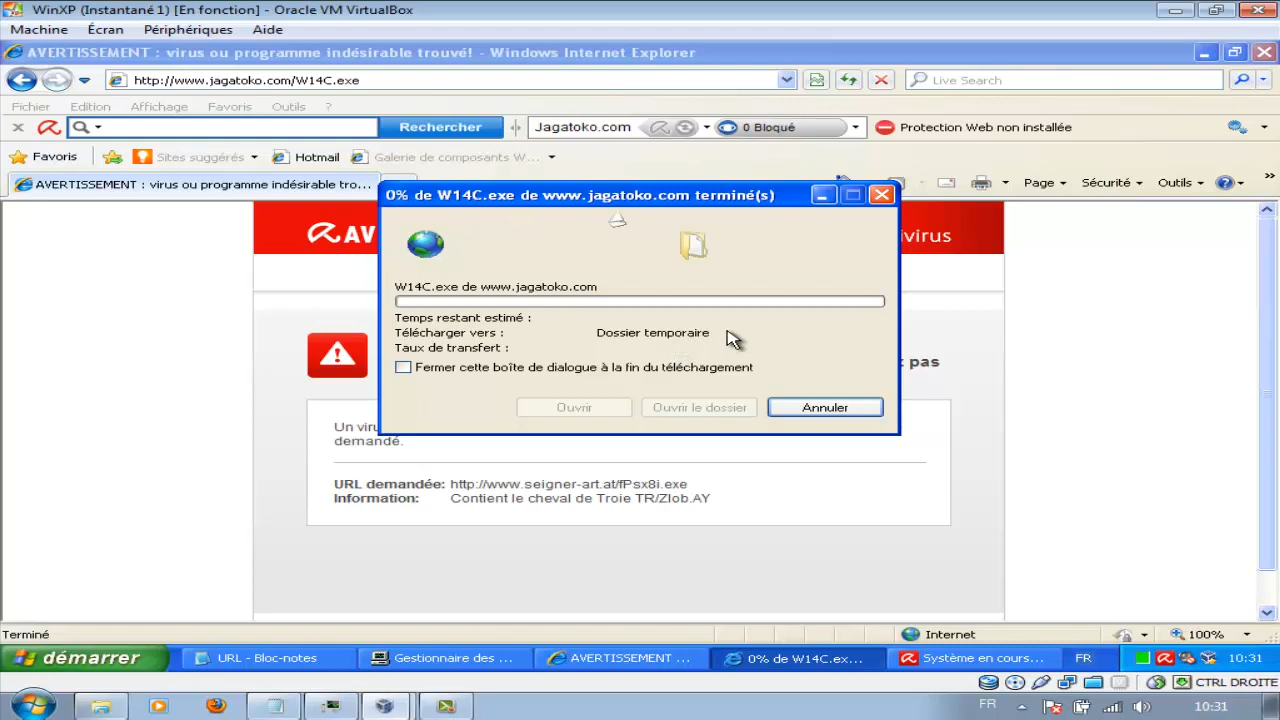 WinXP (Instantané 1) [En fonction] - Oracle VM VirtualBox
Machine Écran Périphériques Aide
AVERTISSEMENT : virus ou programme indésirable trouvé! - Windows Internet Explorer
http://www.jagatoko.com/W14C.exe
Live Search
Fichier Edition Affichage Favoris Outils ?
Rechercher
Jagatoko.com
0 Bloqué
Protection Web non installée
Favoris
Sites suggérés
Hotmail
Galerie de composants W...
AVERTISSEMENT : virus ou programme indésirable tro...
Page Sécurité Outils
0% de W14C.exe de www.jagatoko.com terminé(s)
AV
virus
W14C.exe de www.jagatoko.com
Temps restant estimé :
Télécharger vers : Dossier temporaire
Taux de transfert :
pas
Fermer cette boîte de dialogue à la fin du téléchargement
Ouvrir Ouvrir le dossier Annuler
Un viru
demandé.
URL demandée: http://www.seigner-art.at/fPsx8i.exe
Information: Contient le cheval de Troie TR/Zlob.AY
Terminé
Internet
100%
démarrer
URL - Bloc-notes
Gestionnaire des ...
AVERTISSEMENT ...
0% de W14C.ex...
Système en cours...
FR
10:31
CTRL DROITE
FR
10:31